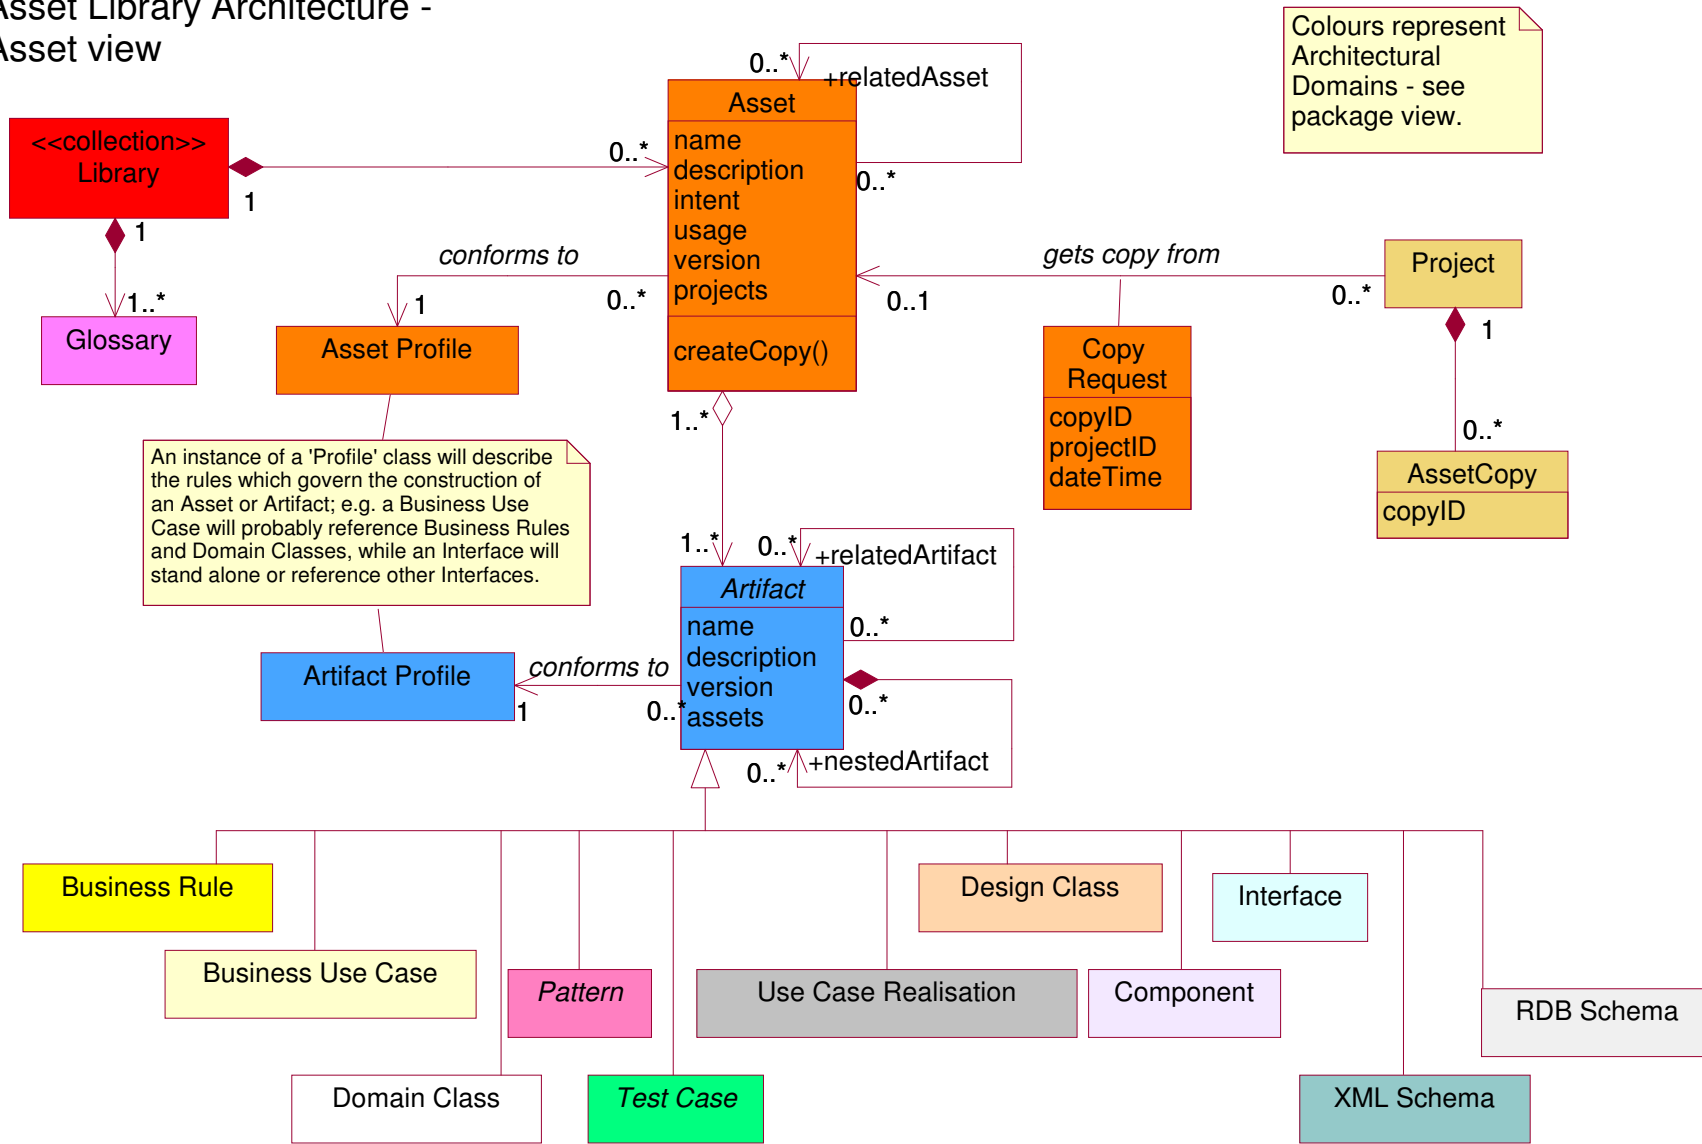 Asset Library Architecture -
Asset view
Colours represent
Architectural
Domains - see
package view.
0..*
+relatedAsset
Asset
name
description
intent
usage
version
projects
createCopy()
0..*
<<collection>>
Library
1
0..*
1
1..*
Glossary
conforms to
0..*
1
Asset Profile
gets copy from
0..1
0..*
Project
1
0..*
AssetCopy
copyID
Copy
Request
copyID
projectID
dateTime
An instance of a 'Profile' class will describe
the rules which govern the construction of
an Asset or Artifact; e.g. a Business Use
Case will probably reference Business Rules
and Domain Classes, while an Interface will
stand alone or reference other Interfaces.
1..*
1..*
0..*
+relatedArtifact
Artifact
name
description
version
assets
0..*
0..*
0..*
+nestedArtifact
conforms to
1
0..*
Artifact Profile
Business Rule
Design Class
Interface
Business Use Case
Pattern
Use Case Realisation
Component
RDB Schema
Domain Class
Test Case
XML Schema